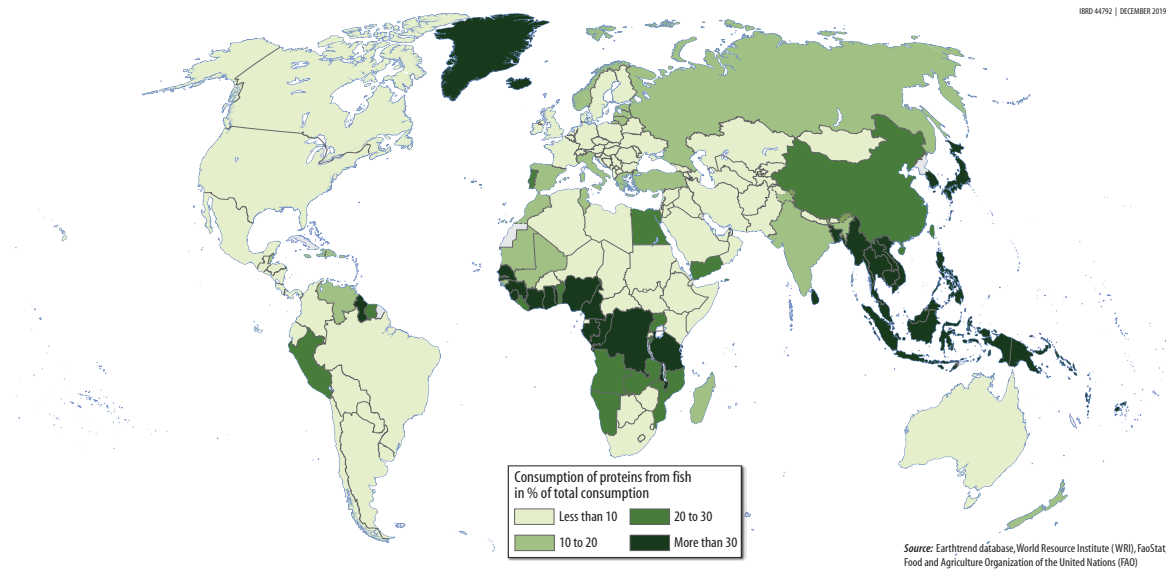 IBRD 44792 | DECEMBER 2019
Consumption of proteins from fish
in % of total consumption
Less than 10
20 to 30
10 to 20
More than 30
Source: Earthtrend database, World Resource Institute (WRI), FaoStat,
Food and Agriculture Organization of the United Nations (FAO)